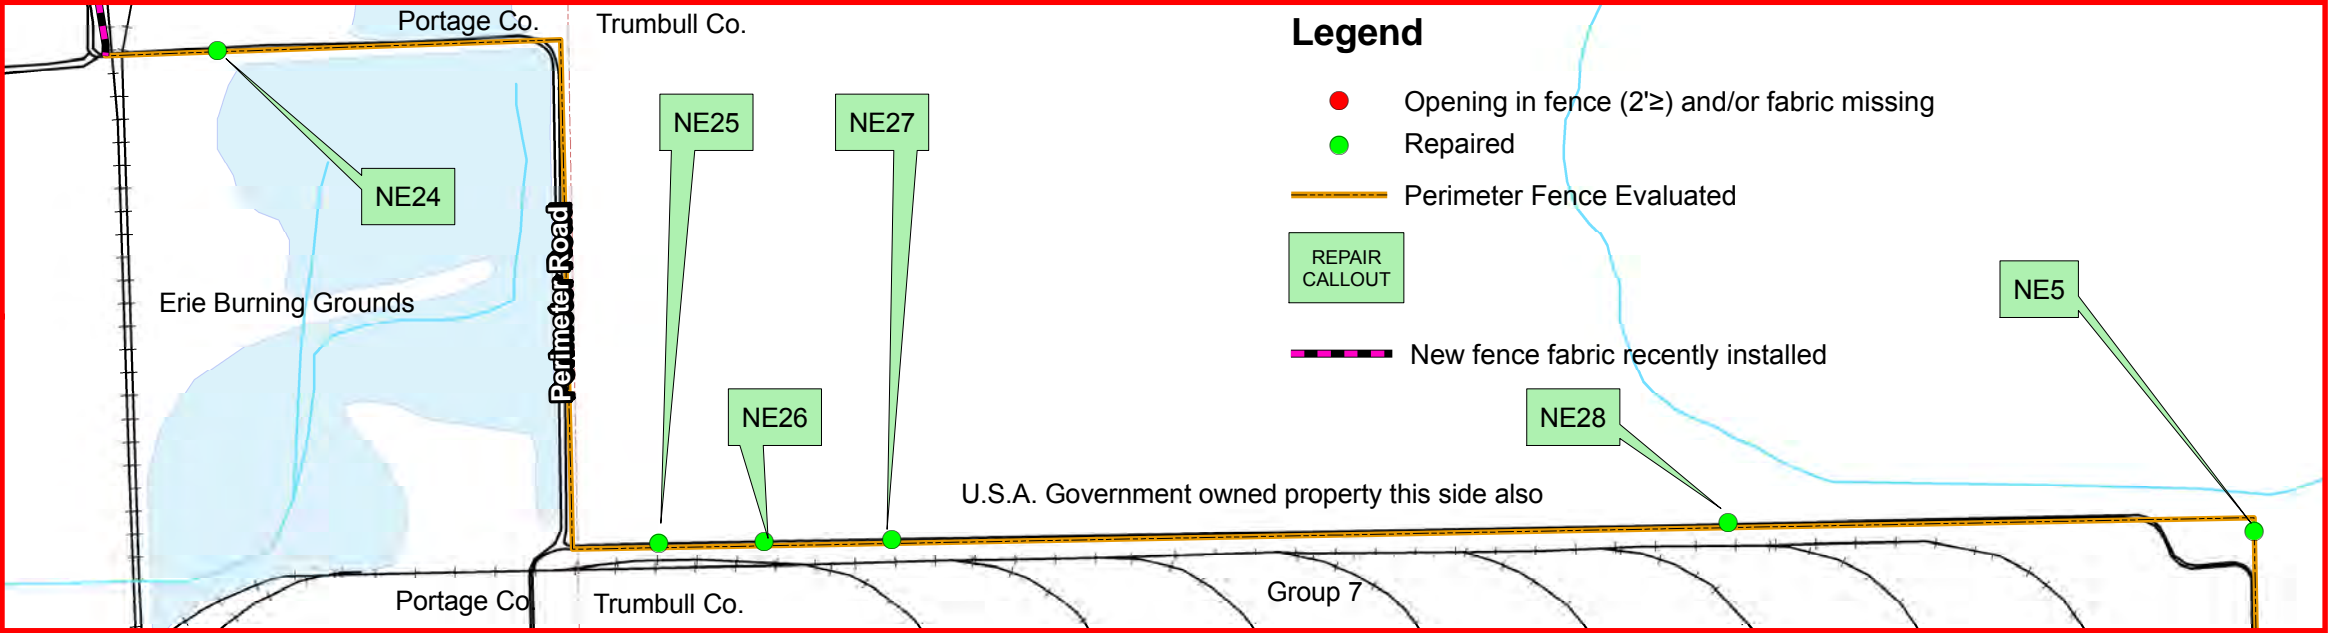 Portage Co.
Trumbull Co.
Legend
Opening in fence (2'≥) and/or fabric missing
Repaired
Perimeter Fence Evaluated
REPAIR
CALLOUT
New fence fabric recently installed
NE24
NE25
NE27
Perimeter Road
Erie Burning Grounds
NE26
NE28
NE5
U.S.A. Government owned property this side also
Portage Co.
Trumbull Co.
Group 7